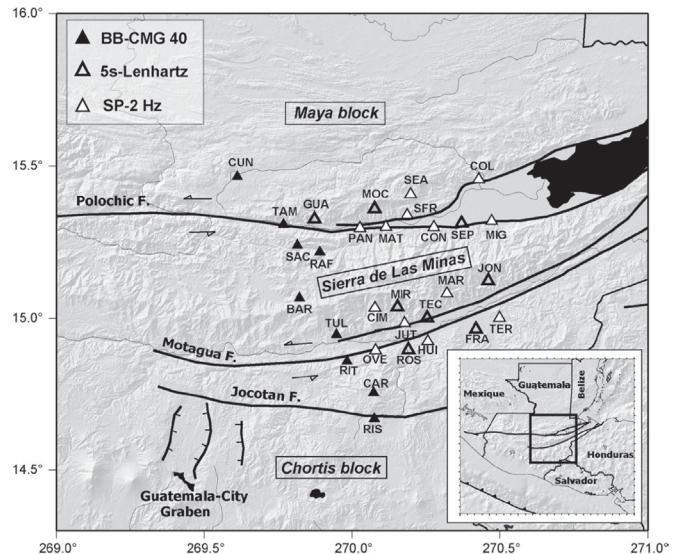 16.0°
BB-CMG 40
5s-Lenhartz
SP-2 Hz
Maya block
CUN
COL
15.5°
SEA
MOC
GUA
SFR
Polochic F.
TAM
PAN
MAT
CON
SEP
MIG
SAC
RAF
Sierra de Las Minas
JON
MAR
BAR
MIR
TEC
CIM
15.0°
TUL
JUT
TER
FRA
Motagua F.
HUI
OVE
ROS
RIT
CAR
Jocotan F.
RIS
Mexique
Guatemala
Belize
Honduras
Salvador
14.5°
Chortis block
Guatemala-City
Graben
269.0°
269.5°
270.0°
270.5°
271.0°